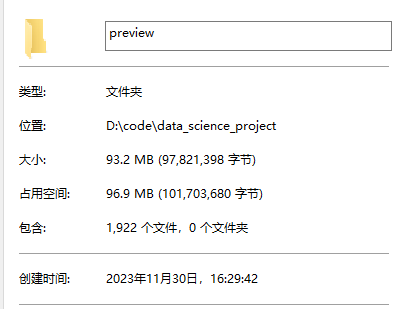 preview
类型: 文件夹
位置: D:\code\data_science_project
大小: 93.2 MB (97,821,398 字节)
占用空间: 96.9 MB (101,703,680 字节)
包含: 1,922 个文件，0 个文件夹
创建时间: 2023年11月30日，16:29:42